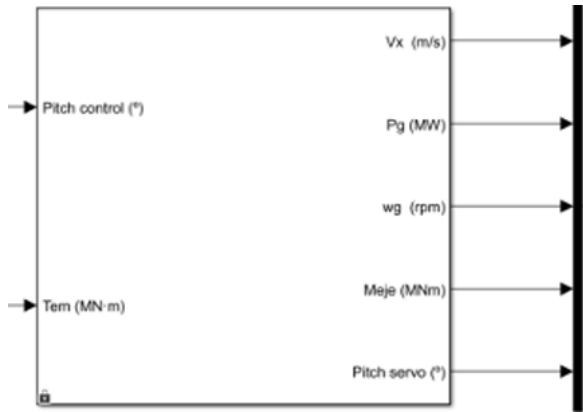 Vx (m/s)
Pitch control (º)
Pg (MW)
wg (rpm)
Meje (MNm)
Tem (MN·m)
Pitch servo (º)